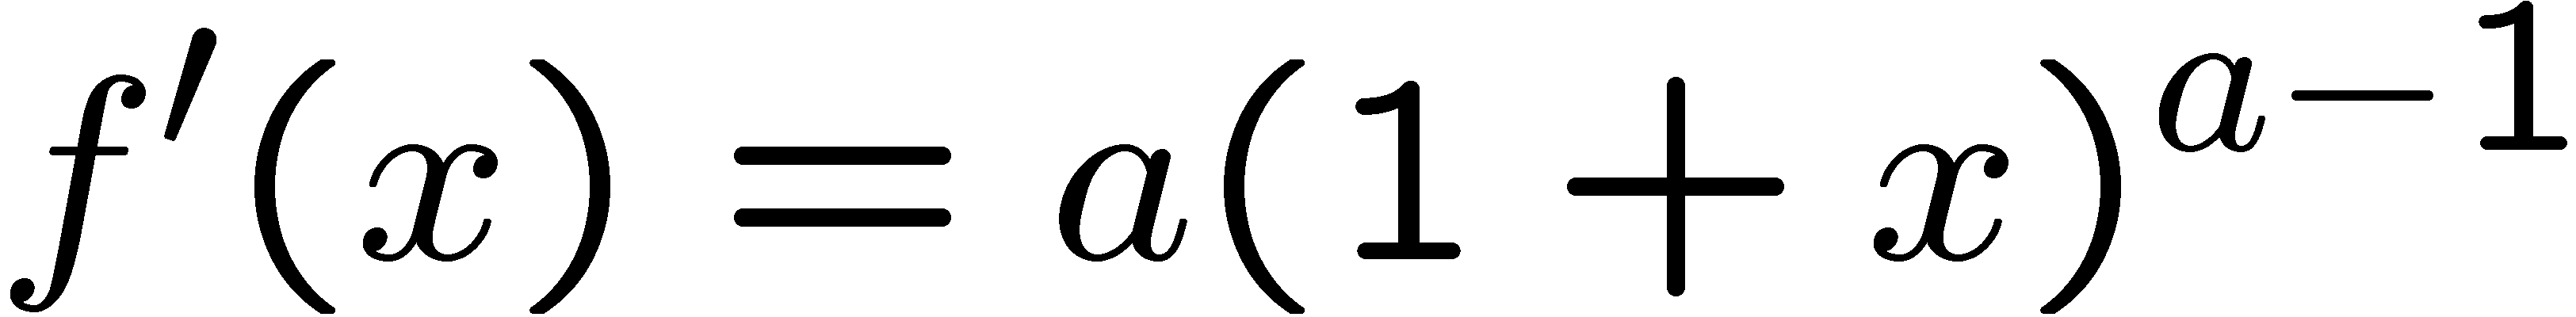 f′(x) = a(1 + x)^{a−1}